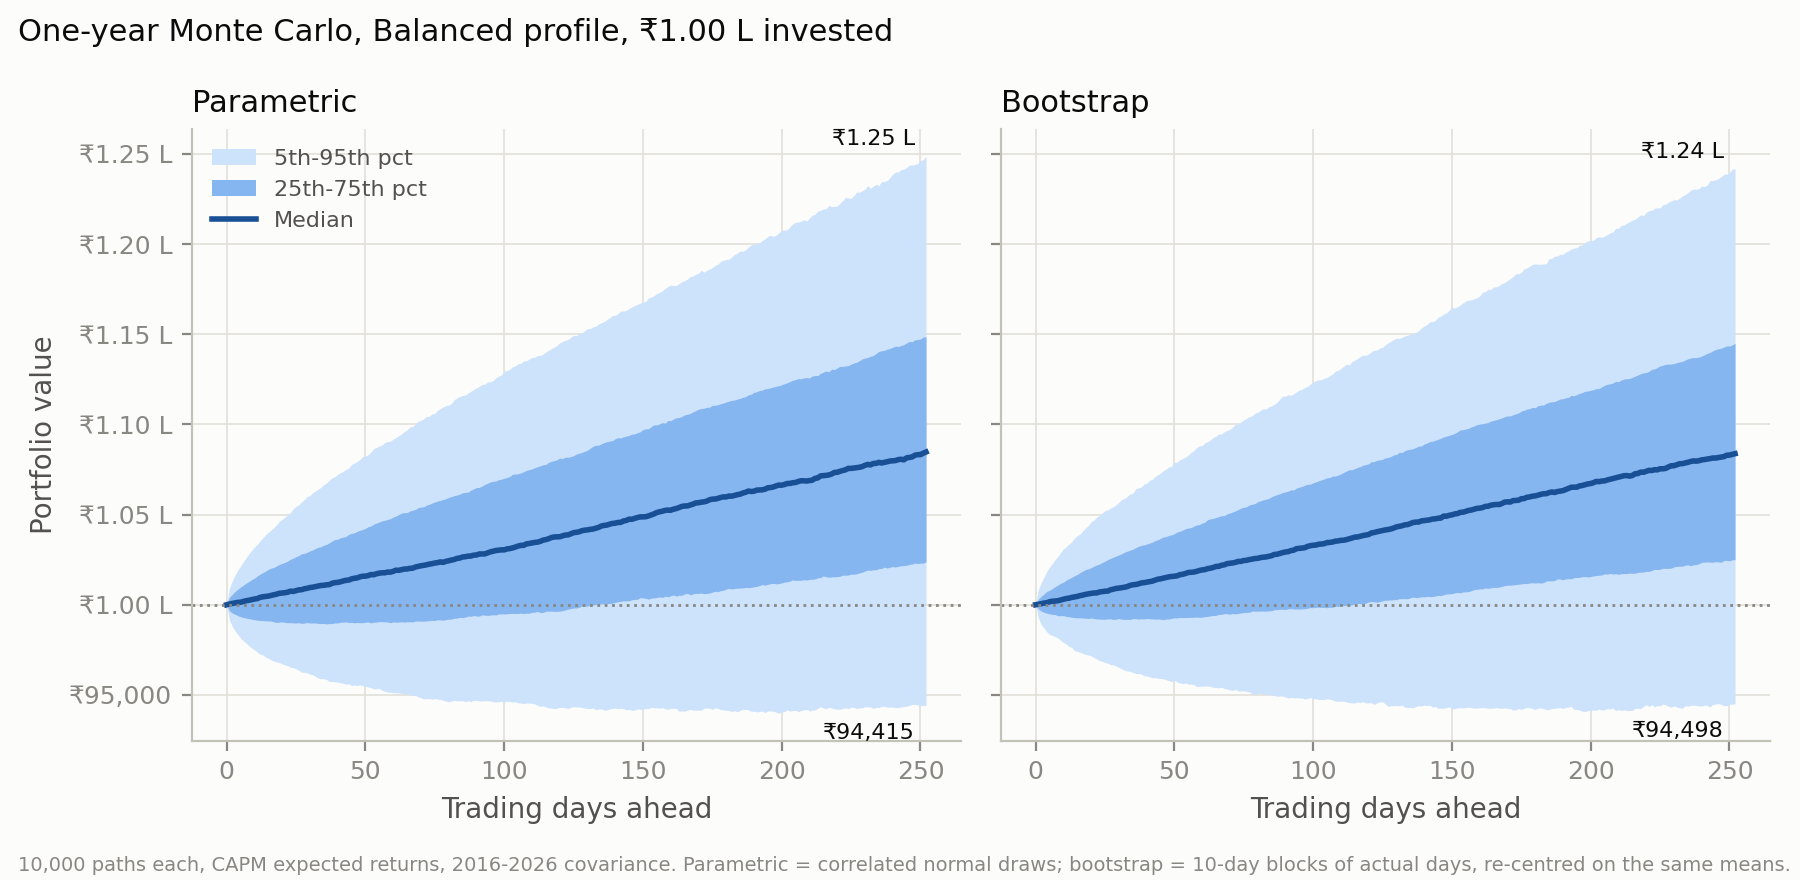 One-year Monte Carlo, Balanced profile, ₹1.00 L invested
Parametric
₹1.25 L
₹1.25 L
₹1.20 L
₹1.15 L
₹1.10 L
₹1.05 L
₹1.00 L
₹95,000
Portfolio value
5th-95th pct
25th-75th pct
Median
₹94,415
0 50 100 150 200 250
Trading days ahead
Bootstrap
₹1.24 L
₹94,498
0 50 100 150 200 250
Trading days ahead
10,000 paths each, CAPM expected returns, 2016-2026 covariance. Parametric = correlated normal draws; bootstrap = 10-day blocks of actual days, re-centred on the same means.